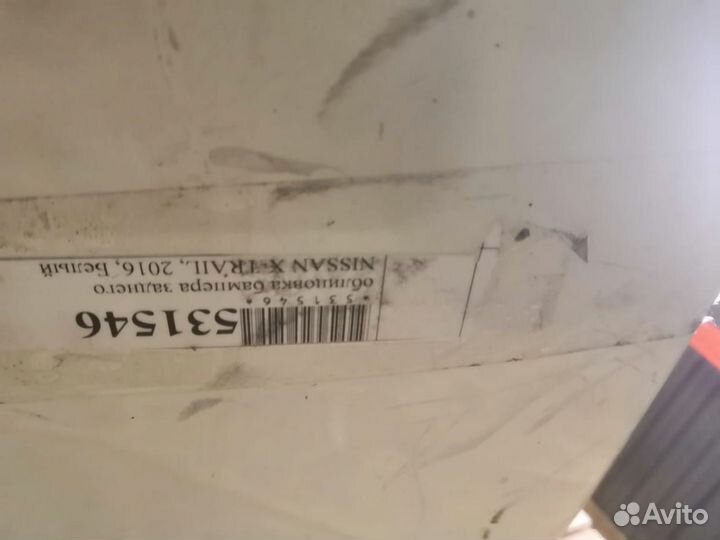 531546
*531546*
облицовка бампера заднего
NISSAN X-TRAIL, 2016, Белый
Avito